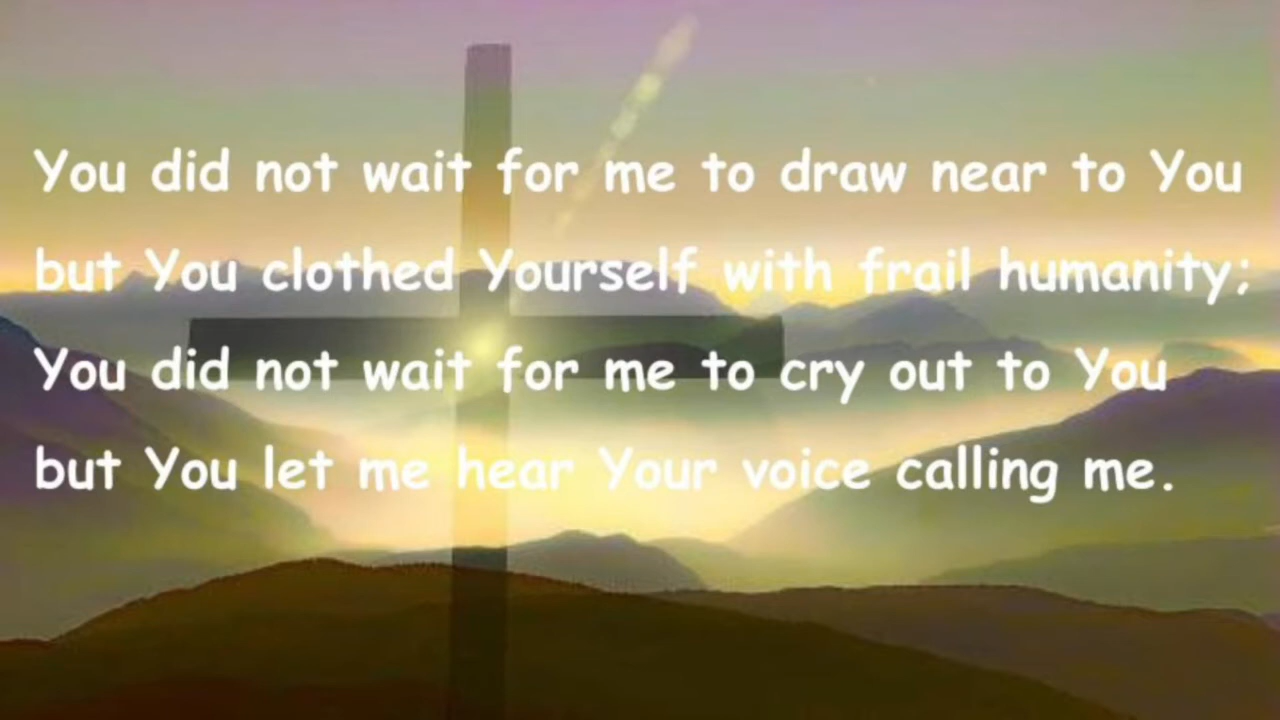 You did not wait for me to draw near to You
but You clothed Yourself with frail humanity;
You did not wait for me to cry out to You
but You let me hear Your voice calling me.